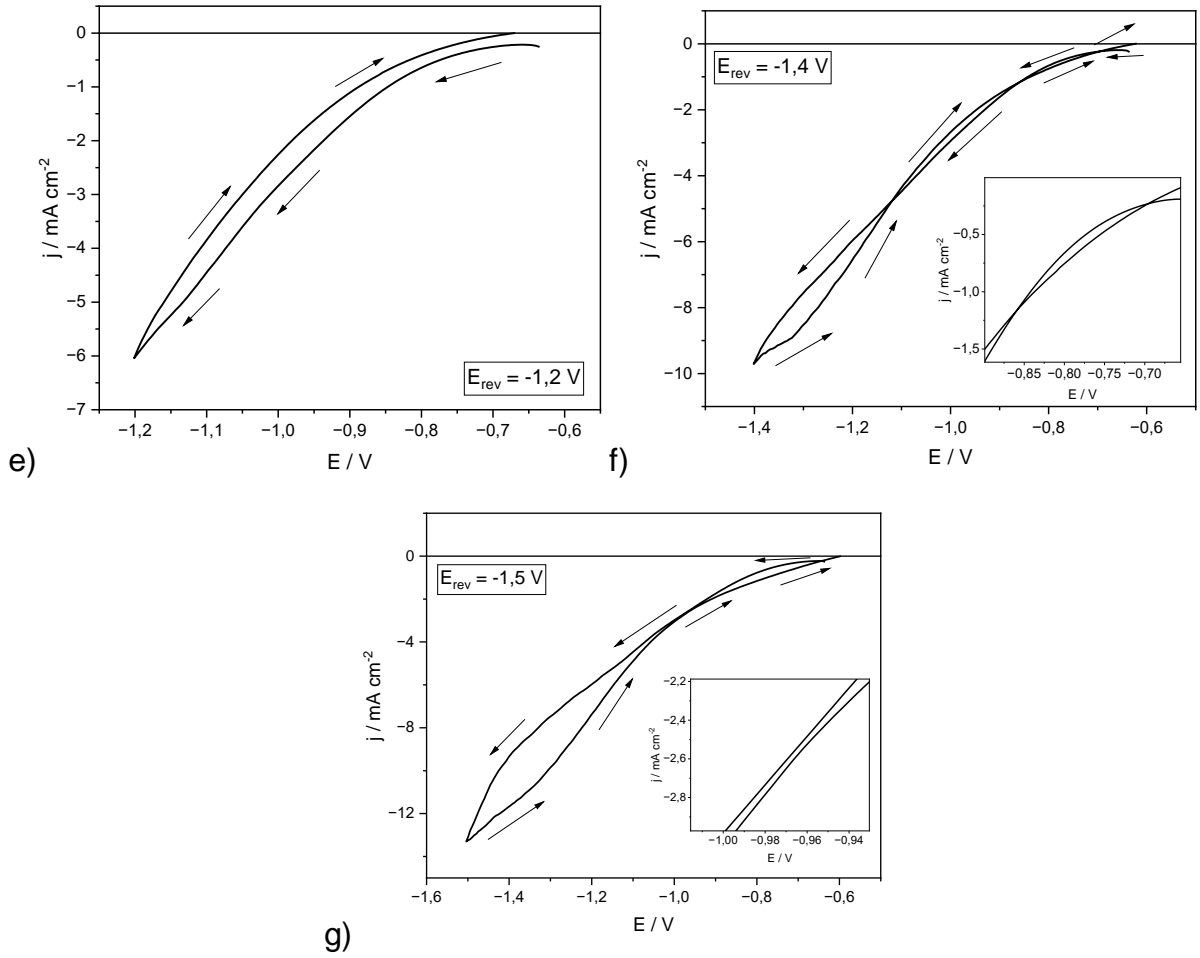 0
−1
−2
−3
−4
−5
−6
−7
j / mA cm-2
−1,2 −1,1 −1,0 −0,9 −0,8 −0,7 −0,6
E / V
Erev = -1,2 V
e)
0
−2
−4
−6
−8
−10
j / mA cm-2
−1,4 −1,2 −1,0 −0,8 −0,6
E / V
Erev = -1,4 V
−0,5
−1,0
−1,5
j / mA cm-2
−0,85 −0,80 −0,75 −0,70
E / V
f)
0
−4
−8
−12
j / mA cm-2
−1,6 −1,4 −1,2 −1,0 −0,8 −0,6
E / V
Erev = -1,5 V
−2,2
−2,4
−2,6
−2,8
j / mA cm-2
−1,00 −0,98 −0,96 −0,94
E / V
g)